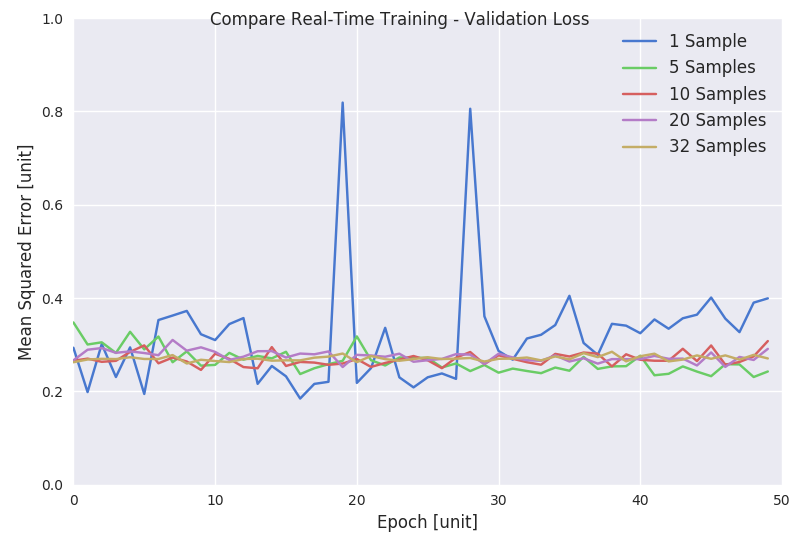 Compare Real-Time Training - Validation Loss
1 Sample
5 Samples
10 Samples
20 Samples
32 Samples
Mean Squared Error [unit]
1.0
0.8
0.6
0.4
0.2
0.0
0 10 20 30 40 50
Epoch [unit]